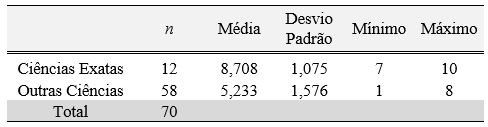 n Média Desvio Padrão Mínimo Máximo
Ciências Exatas 12 8,708 1,075 7 10
Outras Ciências 58 5,233 1,576 1 8
Total 70